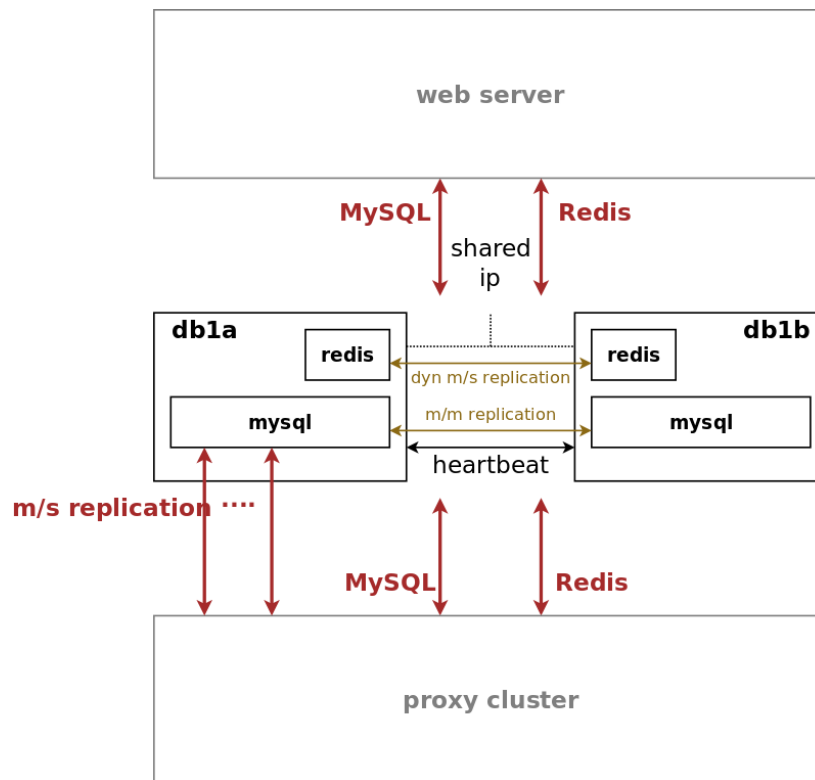 web server
MySQL
Redis
shared
ip
db1a
db1b
redis
redis
dyn m/s replication
m/m replication
mysql
mysql
heartbeat
m/s replication ....
MySQL
Redis
proxy cluster